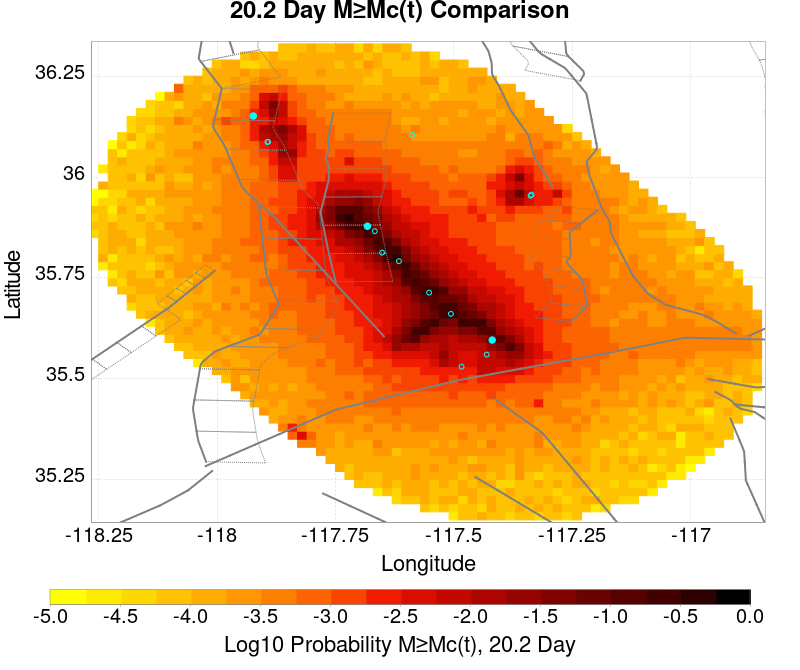 20.2 Day M≥Mc(t) Comparison
36.25
36
35.75
35.5
35.25
Latitude
-118.25 -118 -117.75 -117.5 -117.25 -117
Longitude
-5.0 -4.5 -4.0 -3.5 -3.0 -2.5 -2.0 -1.5 -1.0 -0.5 0.0
Log10 Probability M≥Mc(t), 20.2 Day